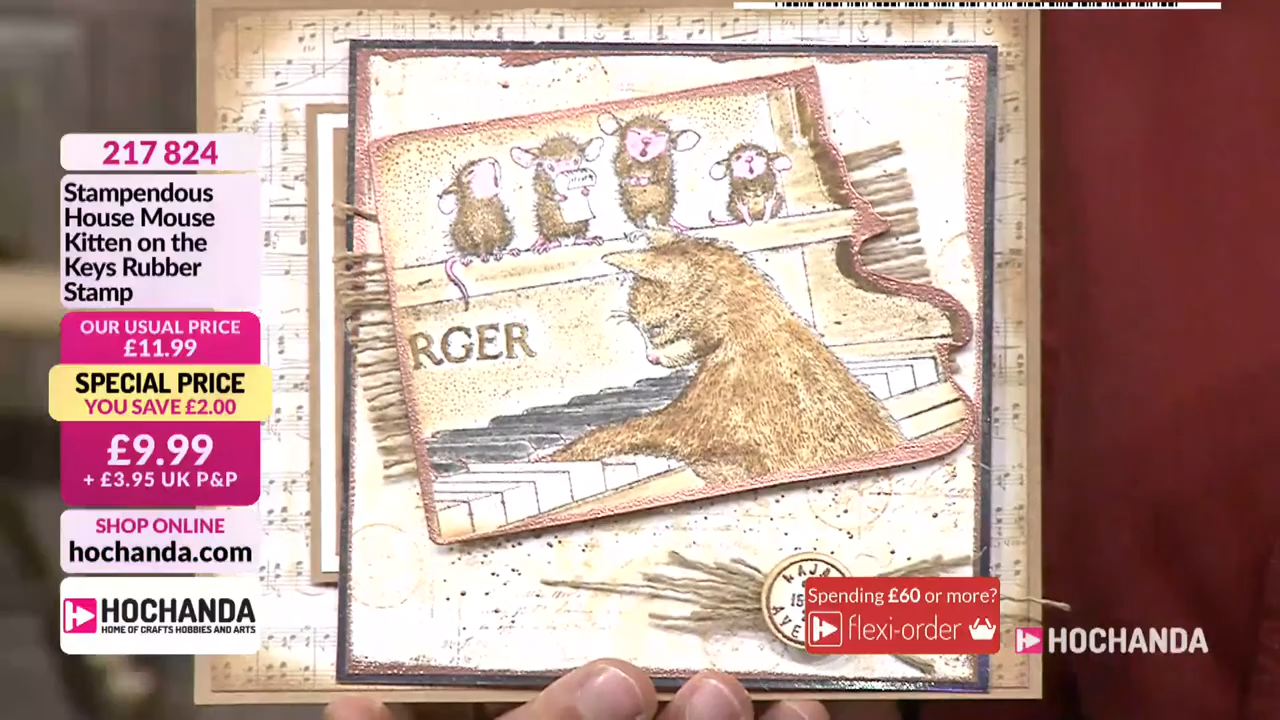 217 824
Stampendous
House Mouse
Kitten on the
Keys Rubber
Stamp
OUR USUAL PRICE
£11.99
SPECIAL PRICE
YOU SAVE £2.00
£9.99
+ £3.95 UK P&P
SHOP ONLINE
hochanda.com
HOCHANDA
HOME OF CRAFTS HOBBIES AND ARTS
RGER
Spending £60 or more?
flexi-order
HOCHANDA